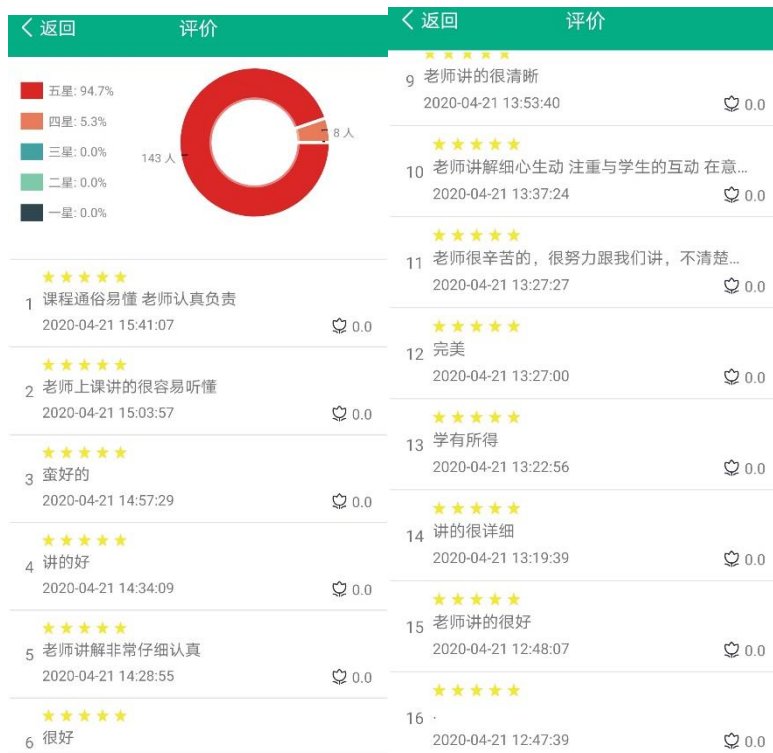 返回
评价
五星: 94.7%
四星: 5.3%
三星: 0.0%
二星: 0.0%
一星: 0.0%
143 人
8 人
1
课程通俗易懂 老师认真负责
2020-04-21 15:41:07
0.0
2
老师上课讲的很容易听懂
2020-04-21 15:03:57
0.0
3
蛮好的
2020-04-21 14:57:29
0.0
4
讲的好
2020-04-21 14:34:09
0.0
5
老师讲解非常仔细认真
2020-04-21 14:28:55
0.0
6
很好
返回
评价
9
老师讲的很清晰
2020-04-21 13:53:40
0.0
10
老师讲解细心生动 注重与学生的互动 在意...
2020-04-21 13:37:24
0.0
11
老师很辛苦的，很努力跟我们讲，不清楚...
2020-04-21 13:27:27
0.0
12
完美
2020-04-21 13:27:00
0.0
13
学有所得
2020-04-21 13:22:56
0.0
14
讲的很详细
2020-04-21 13:19:39
0.0
15
老师讲的很好
2020-04-21 12:48:07
0.0
16
.
2020-04-21 12:47:39
0.0